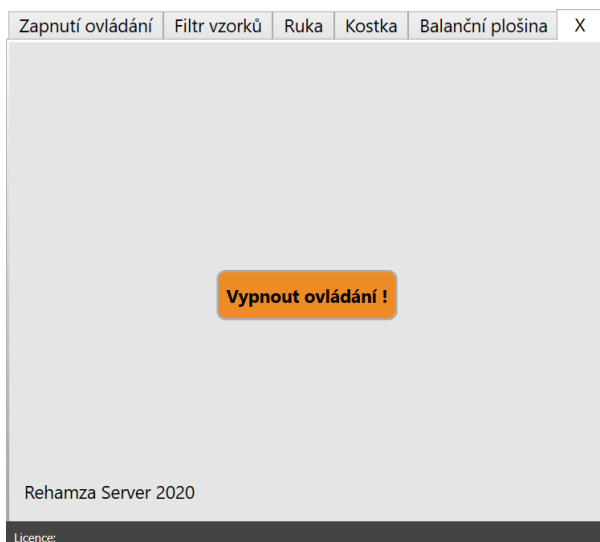 Zapnutí ovládání Filtr vzorků Ruka Kostka Balanční plošina X
Vypnout ovládání !
Rehamza Server 2020
Licence: